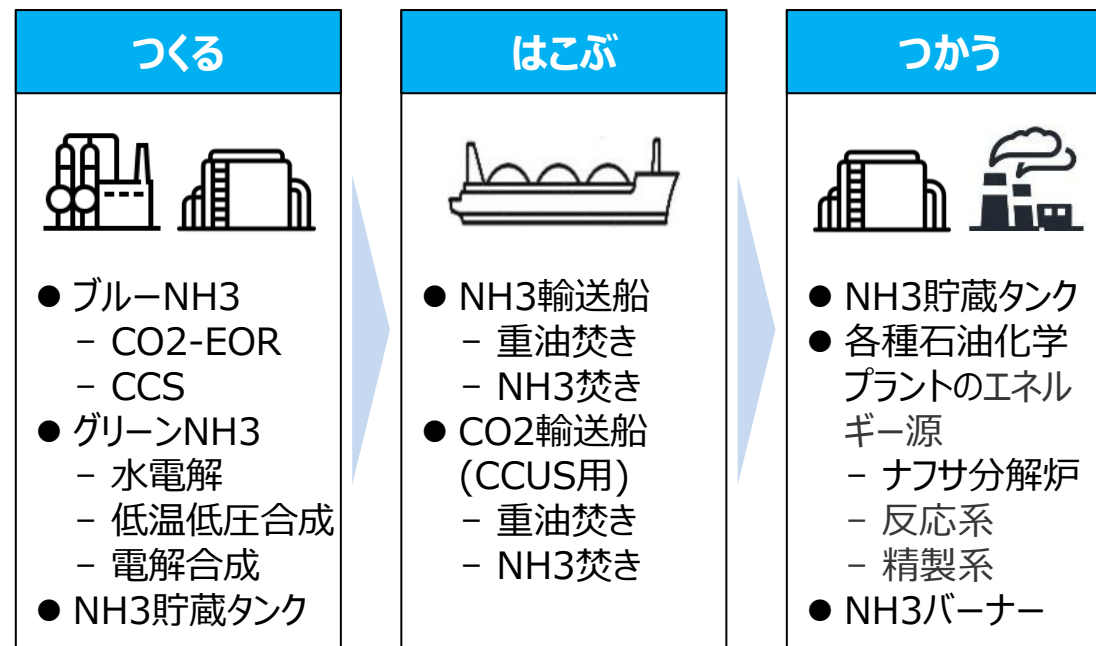 つくる
● ブルーNH3
– CO2-EOR
– CCS
● グリーンNH3
– 水電解
– 低温低圧合成
– 電解合成
● NH3貯蔵タンク
はこぶ
● NH3輸送船
– 重油焚き
– NH3焚き
● CO2輸送船
(CCUS用)
– 重油焚き
– NH3焚き
つかう
● NH3貯蔵タンク
● 各種石油化学
プラントのエネル
ギー源
– ナフサ分解炉
– 反応系
– 精製系
● NH3バーナー